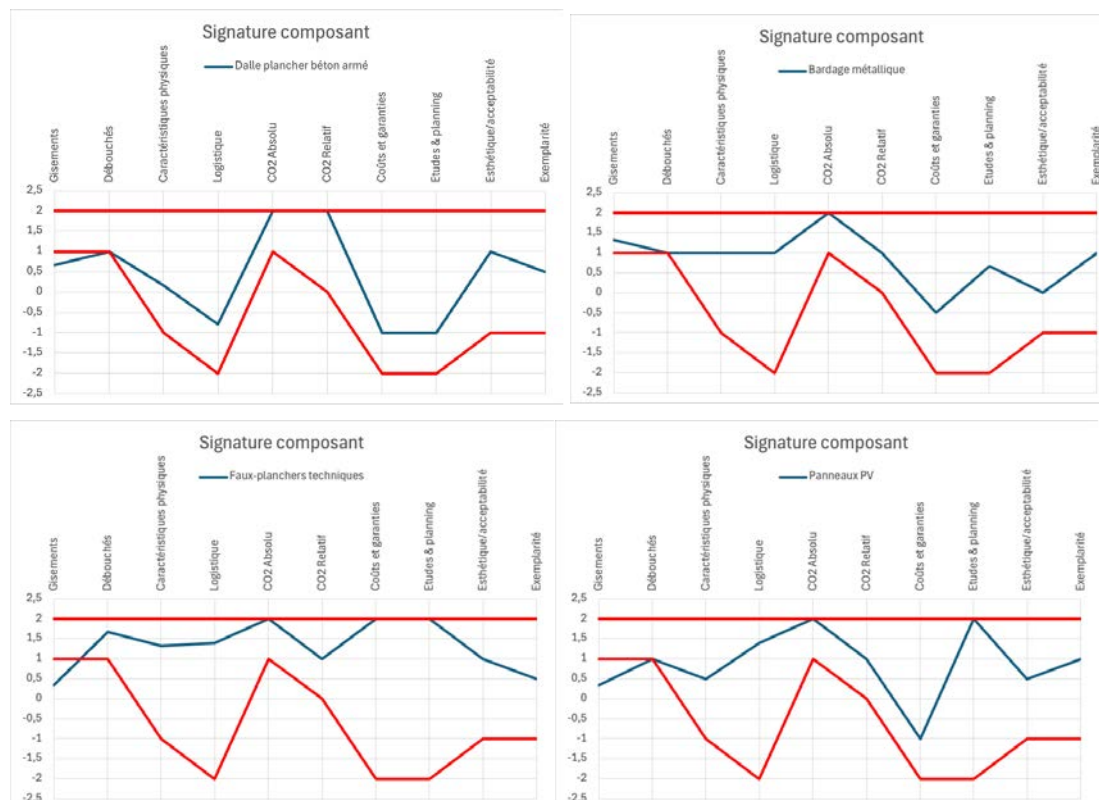 Signature composant
Dalle plancher béton armé
Gisements
Débouchés
Caractéristiques physiques
Logistique
CO2 Absolu
CO2 Relatif
Coûts et garanties
Etudes & planning
Esthétique/acceptabilité
Exemplarité
2,5
2
1,5
1
0,5
0
-0,5
-1
-1,5
-2
-2,5
Signature composant
Bardage métallique
Gisements
Débouchés
Caractéristiques physiques
Logistique
CO2 Absolu
CO2 Relatif
Coûts et garanties
Etudes & planning
Esthétique/acceptabilité
Exemplarité
2,5
2
1,5
1
0,5
0
-0,5
-1
-1,5
-2
-2,5
Signature composant
Faux-planchers techniques
Gisements
Débouchés
Caractéristiques physiques
Logistique
CO2 Absolu
CO2 Relatif
Coûts et garanties
Etudes & planning
Esthétique/acceptabilité
Exemplarité
2,5
2
1,5
1
0,5
0
-0,5
-1
-1,5
-2
-2,5
Signature composant
Panneaux PV
Gisements
Débouchés
Caractéristiques physiques
Logistique
CO2 Absolu
CO2 Relatif
Coûts et garanties
Etudes & planning
Esthétique/acceptabilité
Exemplarité
2,5
2
1,5
1
0,5
0
-0,5
-1
-1,5
-2
-2,5